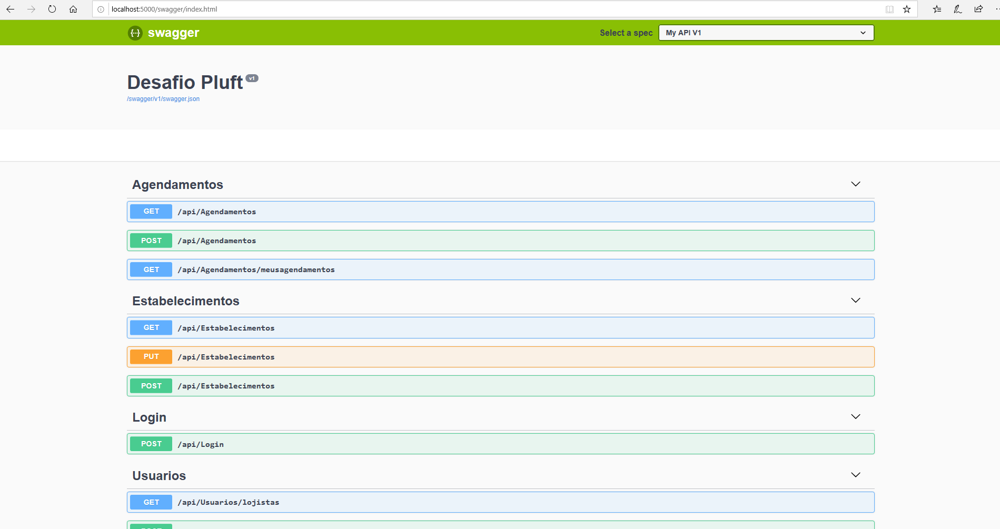 localhost:5000/swagger/index.html
{··} swagger
Select a spec
My API V1
Desafio Pluft v1
/swagger/v1/swagger.json
Agendamentos
GET /api/Agendamentos
POST /api/Agendamentos
GET /api/Agendamentos/meusagendamentos
Estabelecimentos
GET /api/Estabelecimentos
PUT /api/Estabelecimentos
POST /api/Estabelecimentos
Login
POST /api/Login
Usuarios
GET /api/Usuarios/lojistas